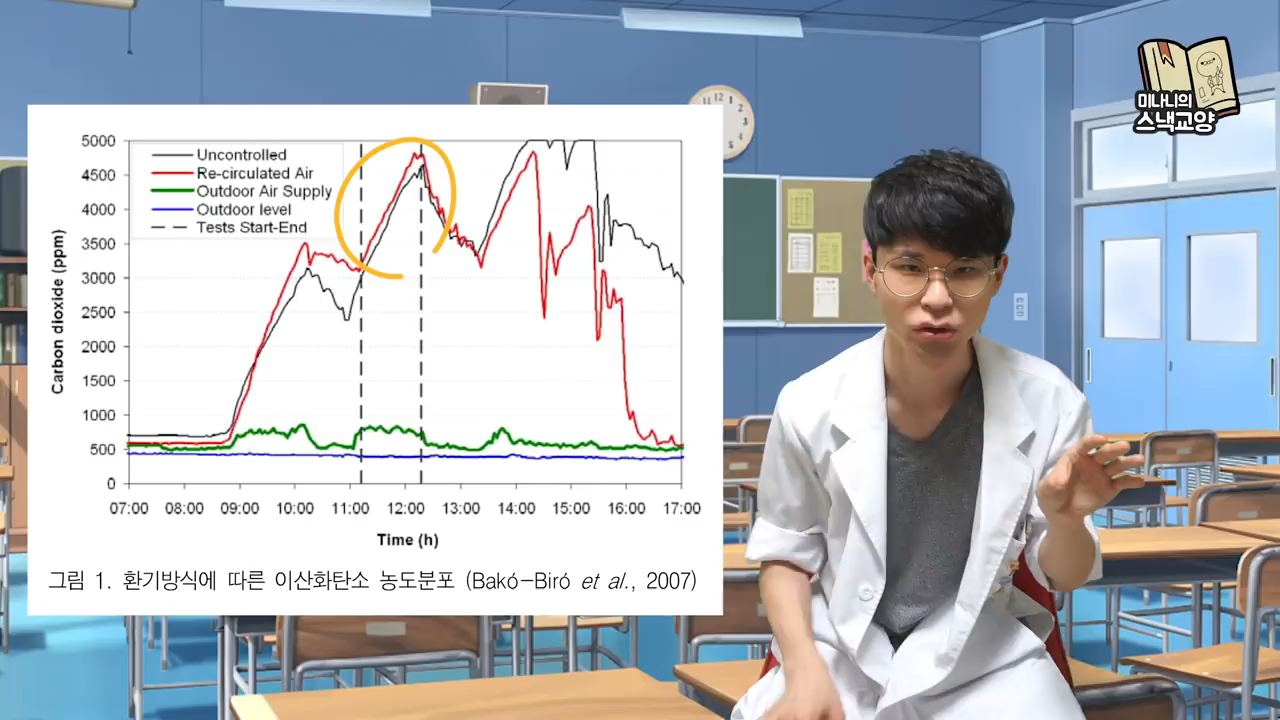 미나니의
스낵교양
5000
4500
4000
3500
3000
2500
2000
1500
1000
500
0
Carbon dioxide (ppm)
Uncontrolled
Re-circulated Air
Outdoor Air Supply
Outdoor level
Tests Start-End
07:00 08:00 09:00 10:00 11:00 12:00 13:00 14:00 15:00 16:00 17:00
Time (h)
그림 1. 환기방식에 따른 이산화탄소 농도분포 (Bakó-Biró et al., 2007)
11 12 1